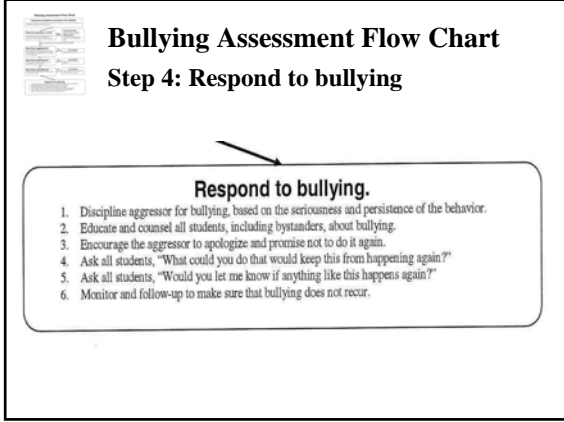 Bullying Assessment Flow Chart
Step 4: Respond to bullying
Respond to bullying.
1. Discipline aggressor for bullying, based on the seriousness and persistence of the behavior.
2. Educate and counsel all students, including bystanders, about bullying.
3. Encourage the aggressor to apologize and promise not to do it again.
4. Ask all students, “What could you do that would keep this from happening again?”
5. Ask all students, “Would you let me know if anything like this happens again?”
6. Monitor and follow-up to make sure that bullying does not recur.